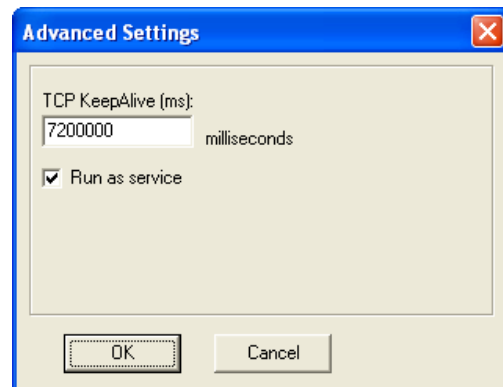 Advanced Settings
TCP KeepAlive (ms):
7200000 milliseconds
Run as service
OK Cancel